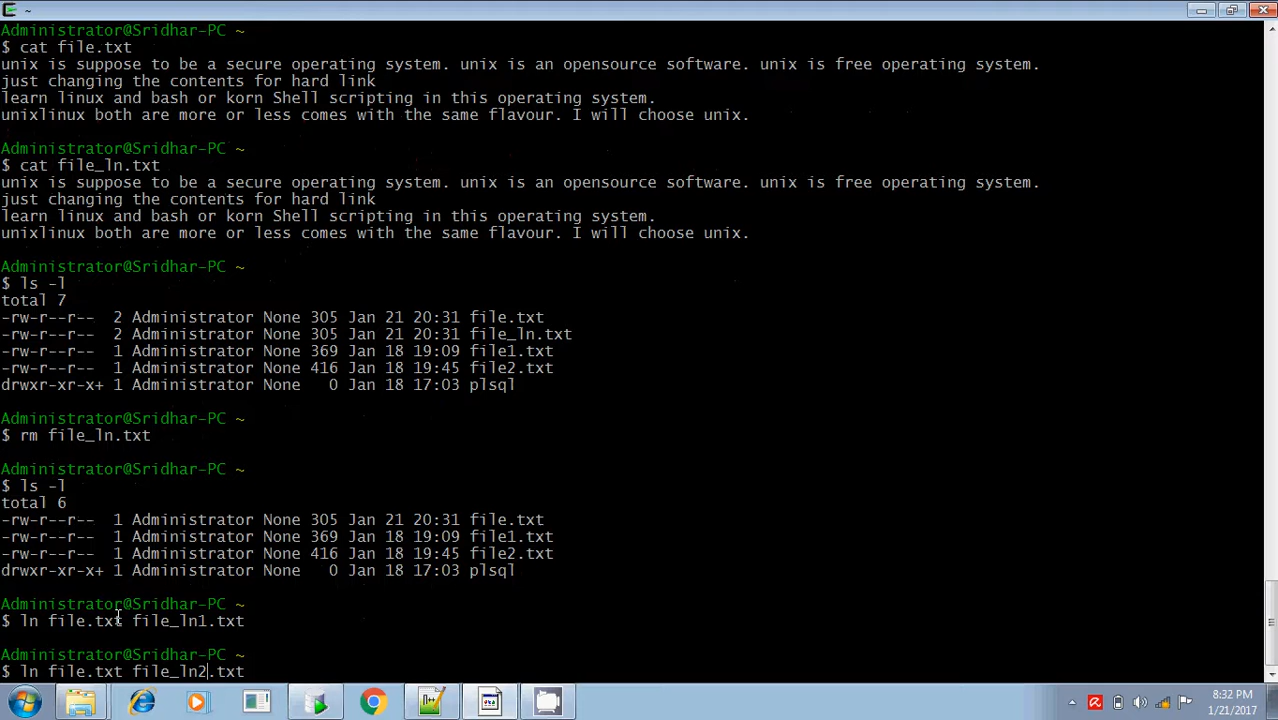 ~
Administrator@Sridhar-PC ~
$ cat file.txt
unix is suppose to be a secure operating system. unix is an opensource software. unix is free operating system.
just changing the contents for hard link
learn linux and bash or korn Shell scripting in this operating system.
unixlinux both are more or less comes with the same flavour. I will choose unix.
Administrator@Sridhar-PC ~
$ cat file_ln.txt
unix is suppose to be a secure operating system. unix is an opensource software. unix is free operating system.
just changing the contents for hard link
learn linux and bash or korn Shell scripting in this operating system.
unixlinux both are more or less comes with the same flavour. I will choose unix.
Administrator@Sridhar-PC ~
$ ls -l
total 7
-rw-r--r--  2 Administrator None 305 Jan 21 20:31 file.txt
-rw-r--r--  2 Administrator None 305 Jan 21 20:31 file_ln.txt
-rw-r--r--  1 Administrator None 369 Jan 18 19:09 file1.txt
-rw-r--r--  1 Administrator None 416 Jan 18 19:45 file2.txt
drwxr-xr-x+ 1 Administrator None   0 Jan 18 17:03 plsql
Administrator@Sridhar-PC ~
$ rm file_ln.txt
Administrator@Sridhar-PC ~
$ ls -l
total 6
-rw-r--r--  1 Administrator None 305 Jan 21 20:31 file.txt
-rw-r--r--  1 Administrator None 369 Jan 18 19:09 file1.txt
-rw-r--r--  1 Administrator None 416 Jan 18 19:45 file2.txt
drwxr-xr-x+ 1 Administrator None   0 Jan 18 17:03 plsql
Administrator@Sridhar-PC ~
$ ln file.txt file_ln1.txt
Administrator@Sridhar-PC ~
$ ln file.txt file_ln2.txt
8:32 PM
1/21/2017